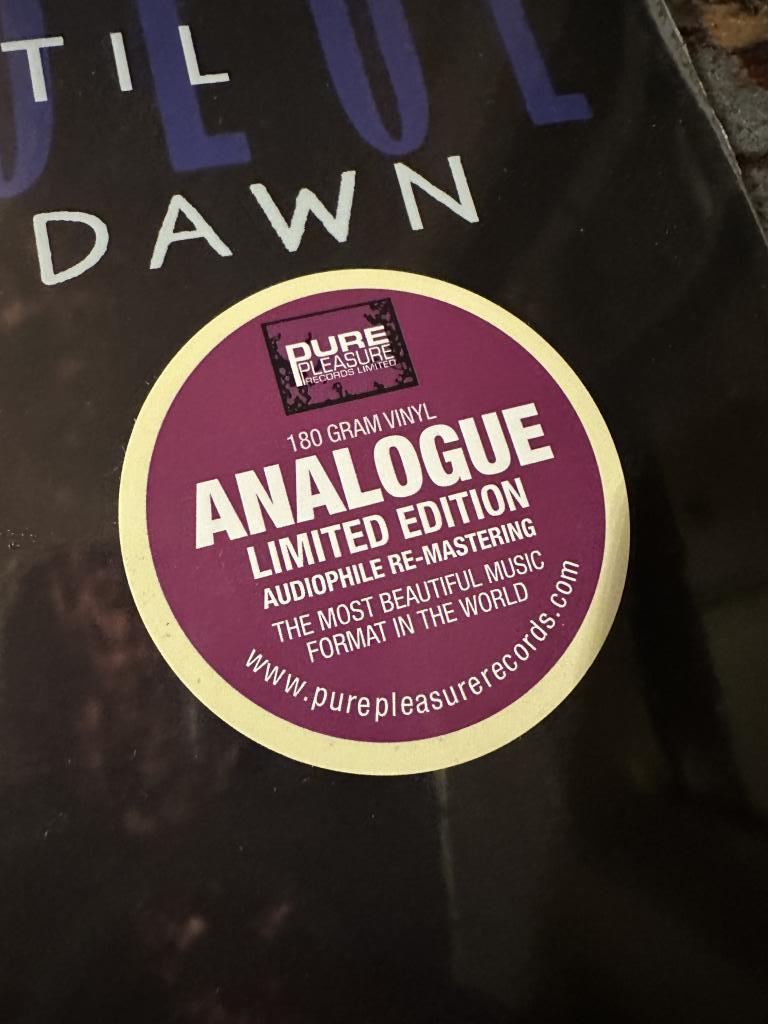 TIL
DAWN
PURE
PLEASURE
RECORDS LIMITED
180 GRAM VINYL
ANALOGUE
LIMITED EDITION
AUDIOPHILE RE-MASTERING
THE MOST BEAUTIFUL MUSIC
FORMAT IN THE WORLD
www.purepleasurerecords.com